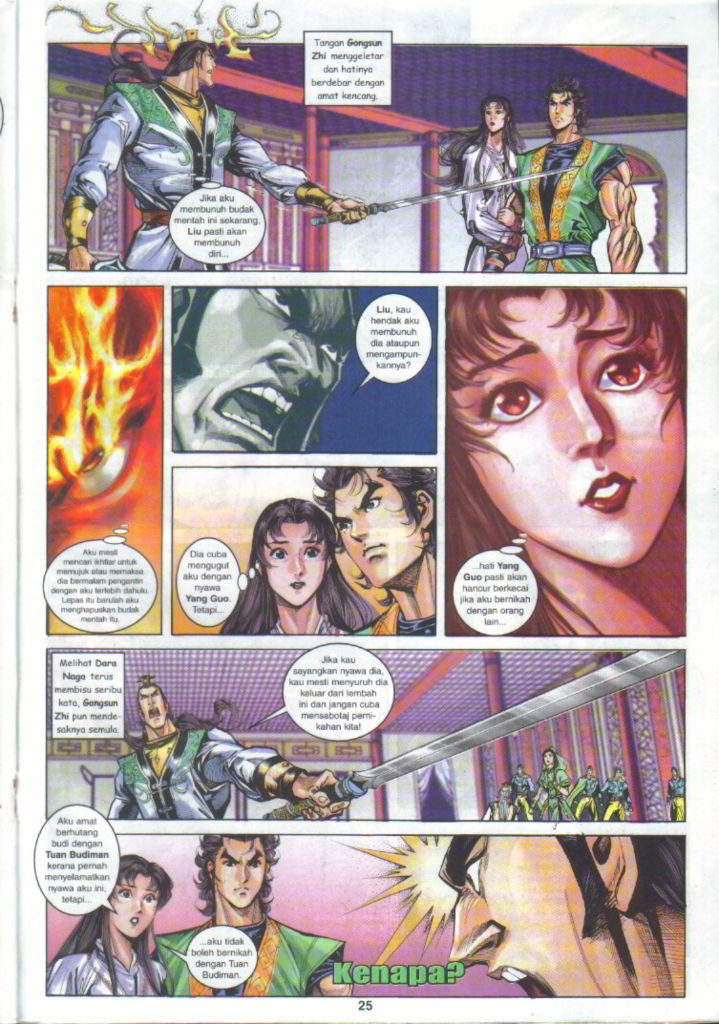 Tangan Gongsun
Zhi menggeletar
dan hatinya
berdebar dengan
amat kencang.
Jika aku
membunuh budak
mentah ini sekarang,
Liu pasti akan
membunuh
diri...
Aku mesti
mencari ikhtiar untuk
memujuk atau memaksa
dia bermalam pengantin
dengan aku terlebih dahulu.
Lepas itu barulah aku
menghapuskan budak
mentah itu.
Liu, kau
hendak aku
membunuh
dia ataupun
mengampun-
kannya?
Dia cuba
mengugut
aku dengan
nyawa
Yang Guo.
Tetapi...
...hati Yang
Guo pasti akan
hancur berkecai
jika aku bernikah
dengan orang
lain...
Melihat Dara
Naga terus
membisu seribu
kata, Gongsun
Zhi pun mende-
saknya semula.
Jika kau
sayangkan nyawa dia,
kau mesti menyuruh dia
keluar dari lembah
ini dan jangan cuba
mensabotaj perni-
kahan kita!
Aku amat
berhutang
budi dengan
Tuan Budiman
kerana pernah
menyelamatkan
nyawa aku ini,
tetapi...
...aku tidak
boleh bernikah
dengan Tuan
Budiman.
Kenapa?
25